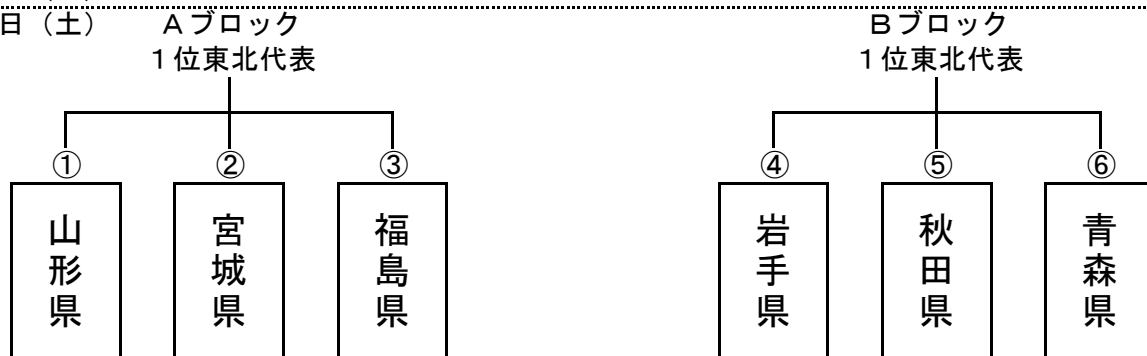 日（土）
Ａブロック
１位東北代表
① ② ③
山形県
宮城県
福島県
Ｂブロック
１位東北代表
④ ⑤ ⑥
岩手県
秋田県
青森県